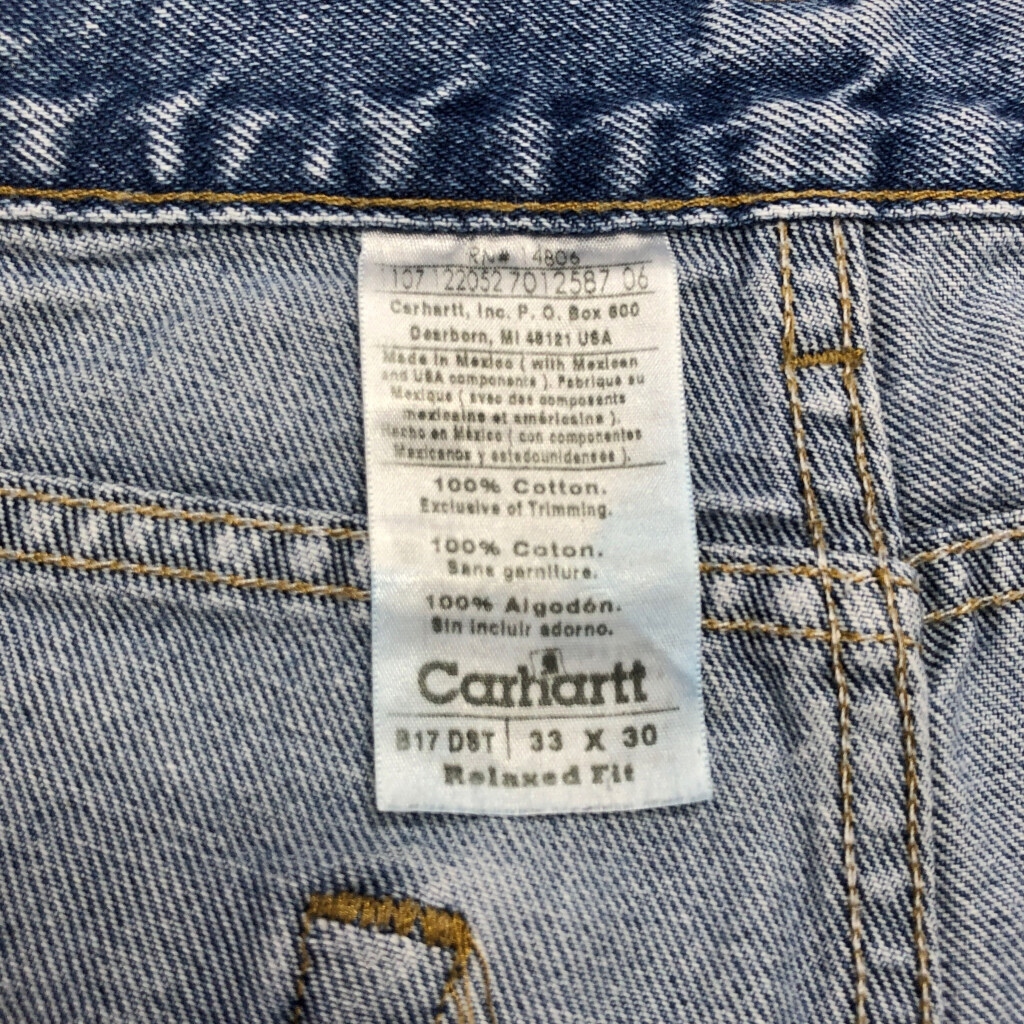 RN# 14806
107 122052 7012587 06
Carhartt, Inc. P. O. Box 600
Dearborn, MI 48121 USA
Made in Mexico ( with Mexican
and USA components ). Fabriqué au
Mexique ( avec des composants
mexicains et américains ).
Hecho en México ( con componentes
Mexicanos y estadounidenses ).
100% Cotton.
Exclusive of Trimming.
100% Coton.
Sans garniture.
100% Algodón.
Sin incluir adorno.
Carhartt
B17 DST 33 X 30
Relaxed Fit